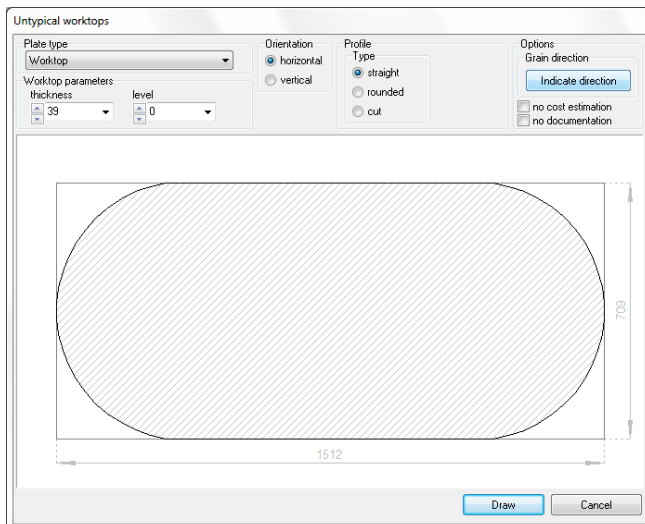 Untypical worktops
Plate type
Worktop
Worktop parameters
thickness
level
39
0
Orientation
horizontal
vertical
Profile
Type
straight
rounded
cut
Options
Grain direction
Indicate direction
no cost estimation
no documentation
709
1512
Draw
Cancel